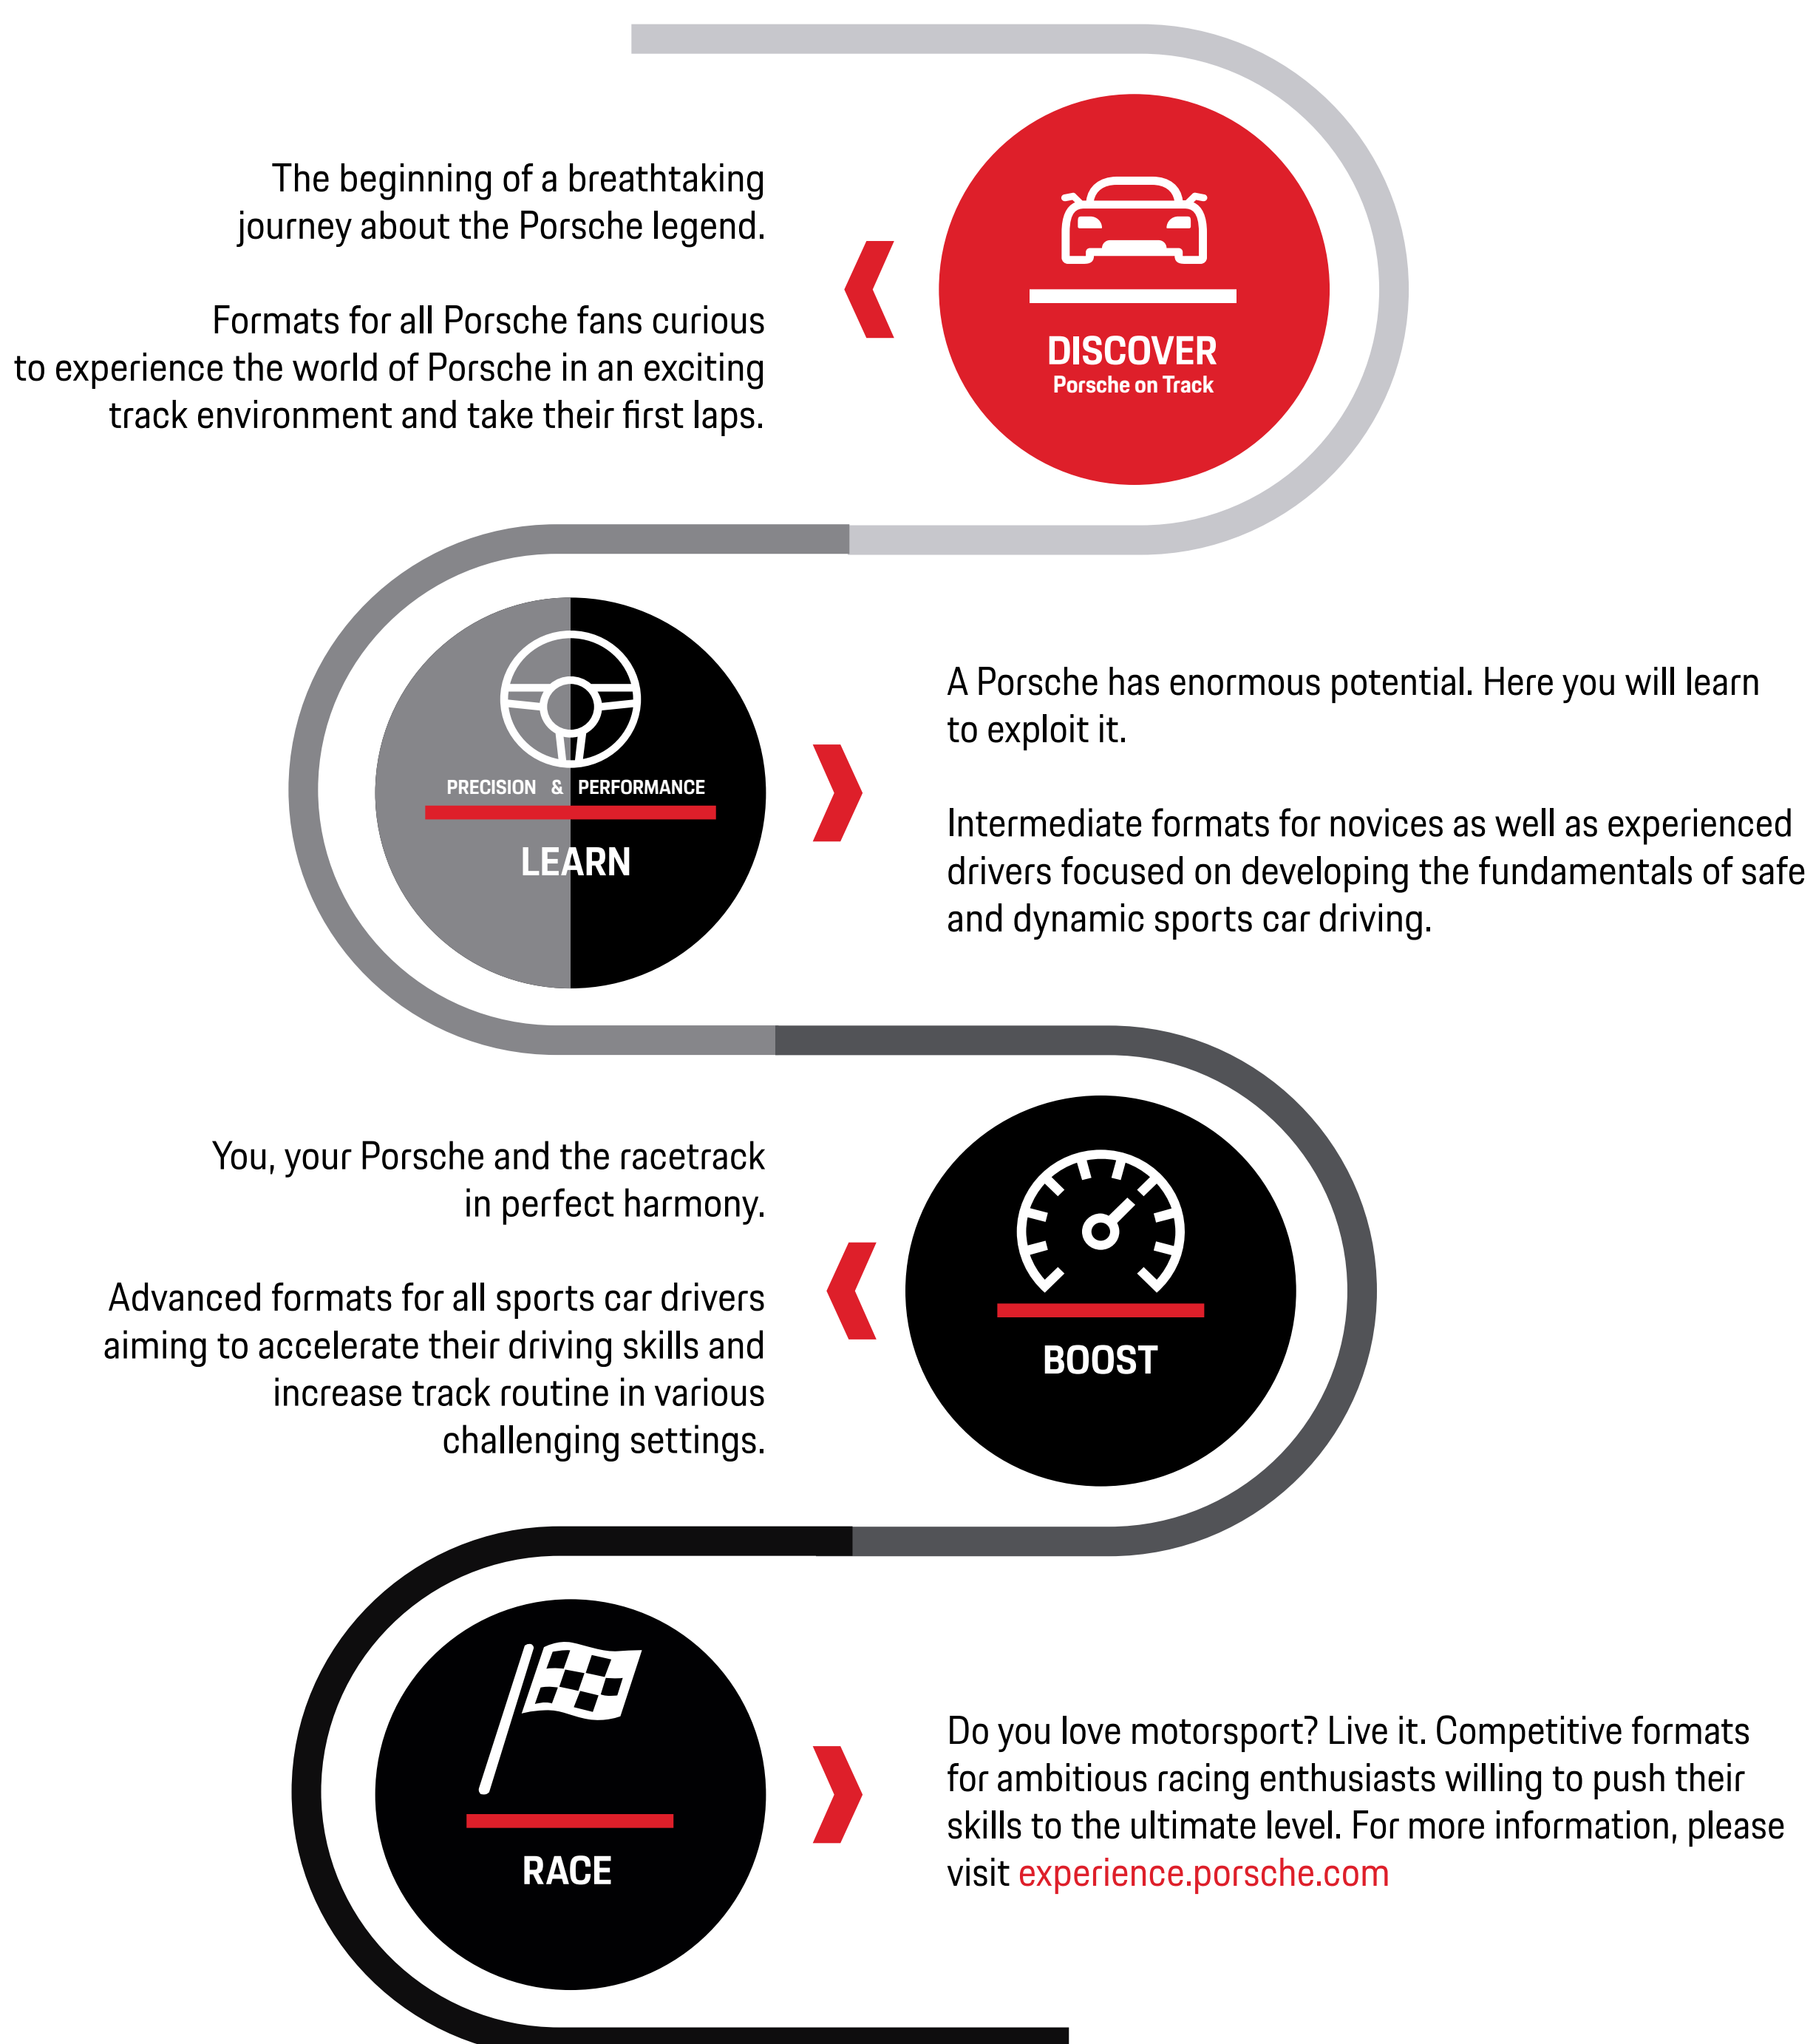 The beginning of a breathtaking
journey about the Porsche legend.
Formats for all Porsche fans curious
to experience the world of Porsche in an exciting
track environment and take their first laps.
DISCOVER
Porsche on Track
PRECISION & PERFORMANCE
LEARN
A Porsche has enormous potential. Here you will learn
to exploit it.
Intermediate formats for novices as well as experienced
drivers focused on developing the fundamentals of safe
and dynamic sports car driving.
You, your Porsche and the racetrack
in perfect harmony.
Advanced formats for all sports car drivers
aiming to accelerate their driving skills and
increase track routine in various
challenging settings.
BOOST
RACE
Do you love motorsport? Live it. Competitive formats
for ambitious racing enthusiasts willing to push their
skills to the ultimate level. For more information, please
visit experience.porsche.com